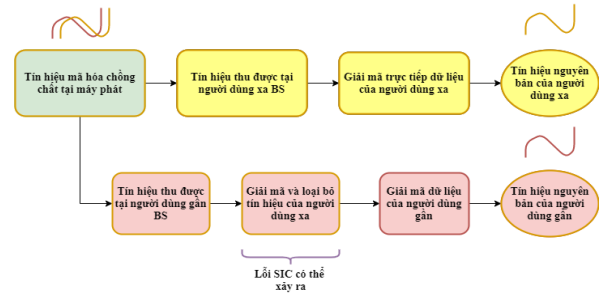 Tín hiệu mã hóa chồng
chất tại máy phát
Tín hiệu thu được tại
người dùng xa BS
Giải mã trực tiếp dữ liệu
của người dùng xa
Tín hiệu nguyên
bản của người
dùng xa
Tín hiệu thu được
tại người dùng gần
BS
Giải mã và loại bỏ
tín hiệu của người
dùng xa
Giải mã dữ liệu
của người dùng
gần
Tín hiệu nguyên
bản của người
dùng gần
Lỗi SIC có thể
xảy ra